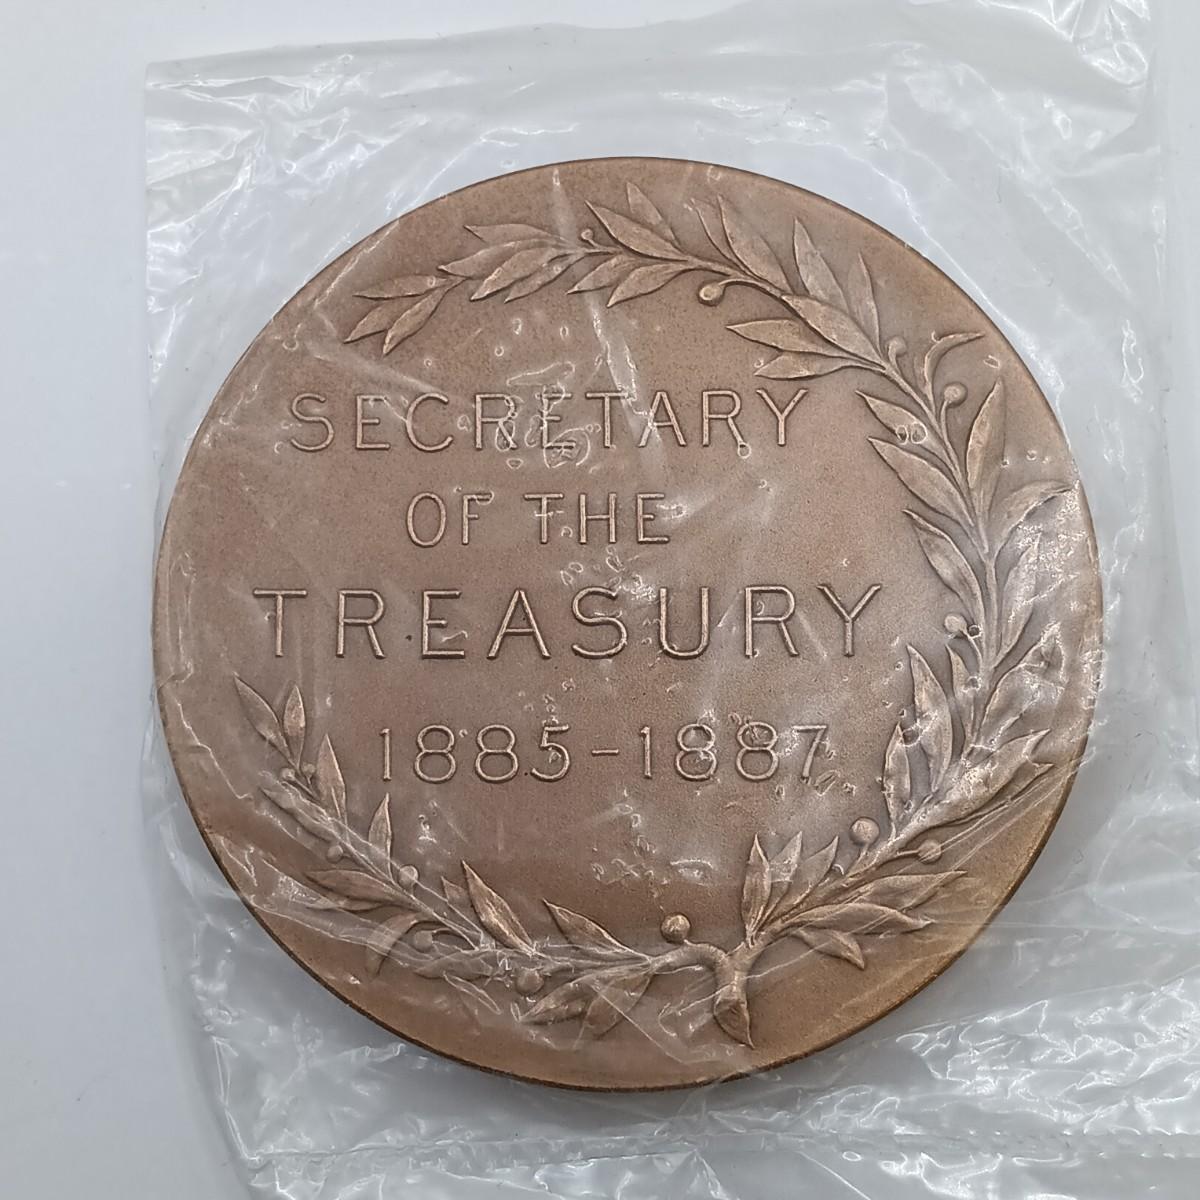 SECRETARY
OF THE
TREASURY
1885-1887